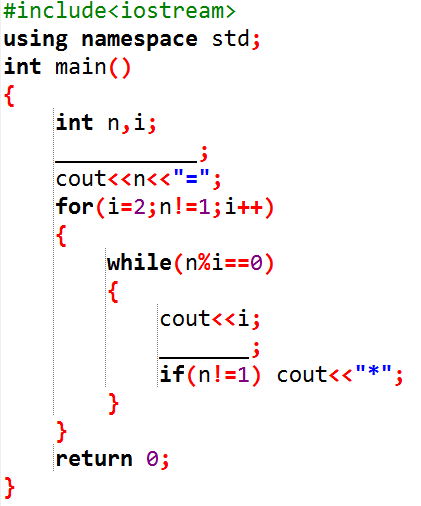 #include<iostream>
using namespace std;
int main()
{
int n,i;
___________;
cout<<n<<"=";
for(i=2;n!=1;i++)
{
while(n%i==0)
{
cout<<i;
_______;
if(n!=1) cout<<"*";
}
}
return 0;
}